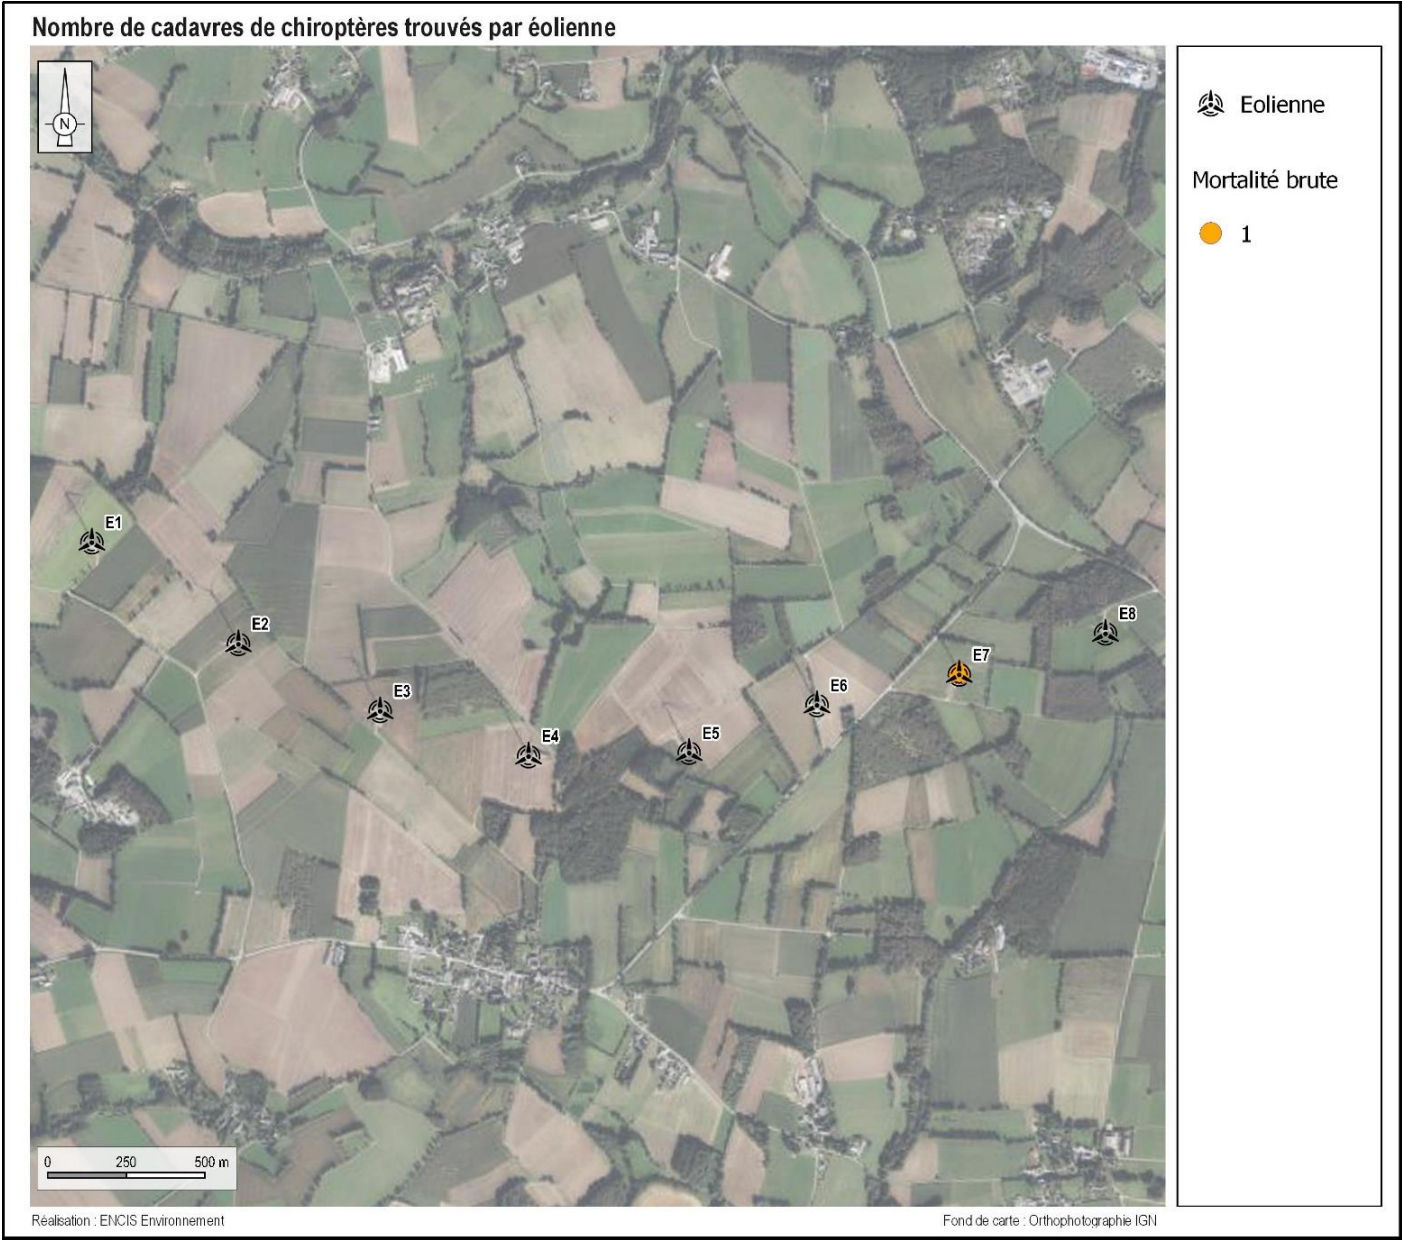 Nombre de cadavres de chiroptères trouvés par éolienne
N
Eolienne
Mortalité brute
1
E1
E2
E3
E4
E5
E6
E7
E8
0 250 500 m
Réalisation : ENCIS Environnement
Fond de carte : Orthophotographie IGN